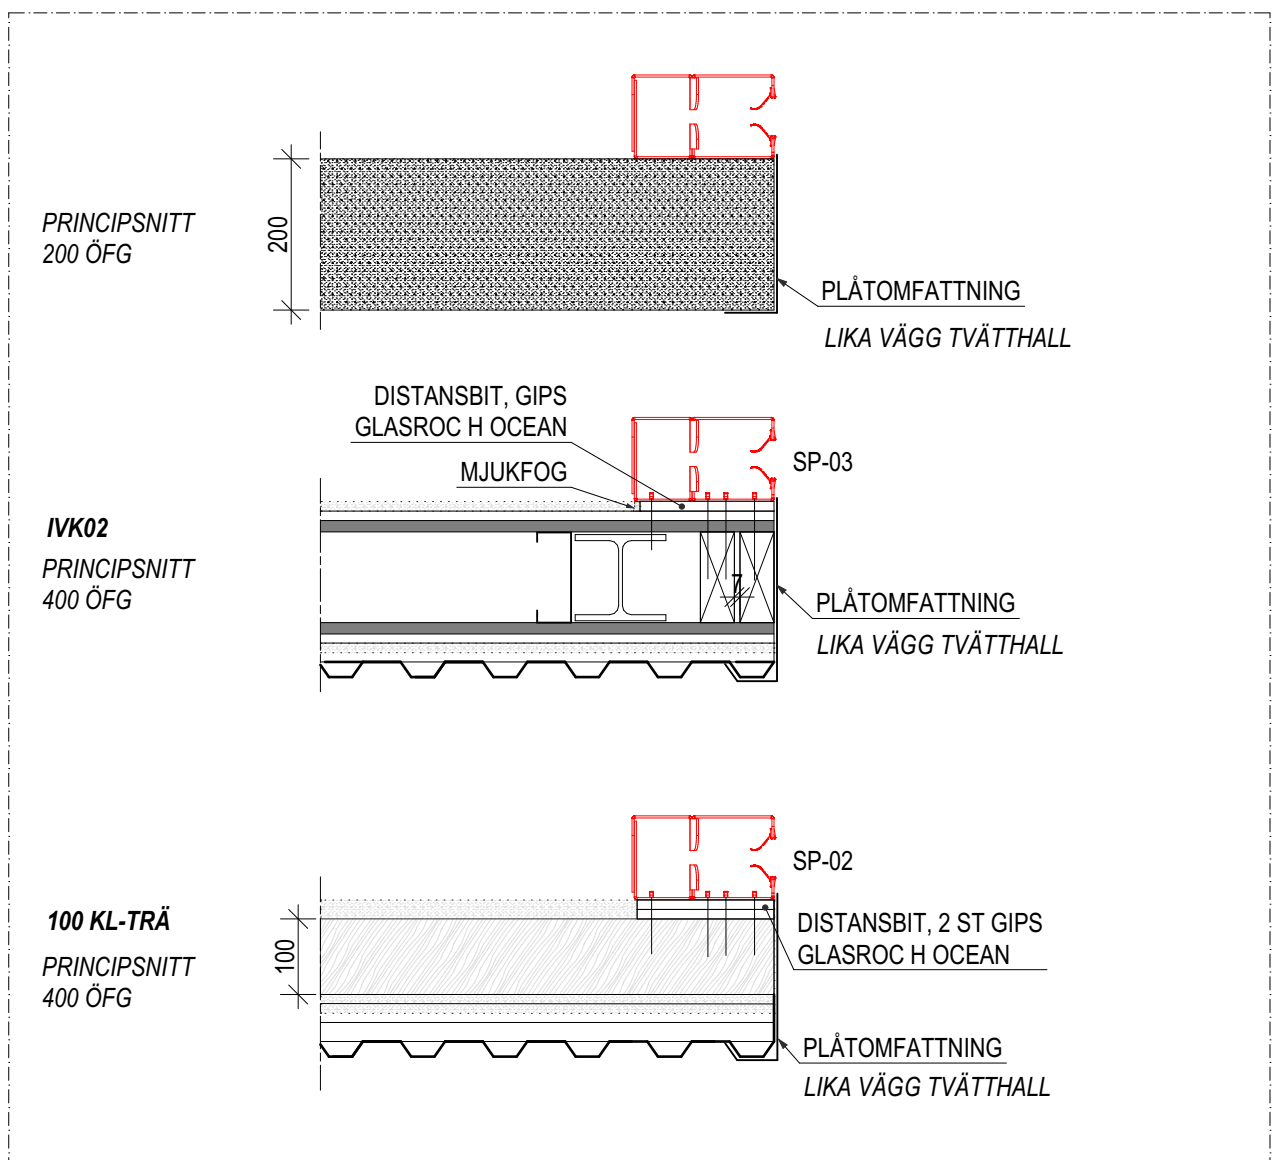 PRINCIPSNITT
200 ÖFG
200
PLÅTOMFATTNING
LIKA VÄGG TVÄTTHALL
DISTANSBIT, GIPS
GLASROC H OCEAN
MJUKFOG
SP-03
IVK02
PRINCIPSNITT
400 ÖFG
7
PLÅTOMFATTNING
LIKA VÄGG TVÄTTHALL
SP-02
100 KL-TRÄ
PRINCIPSNITT
400 ÖFG
100
DISTANSBIT, 2 ST GIPS
GLASROC H OCEAN
PLÅTOMFATTNING
LIKA VÄGG TVÄTTHALL